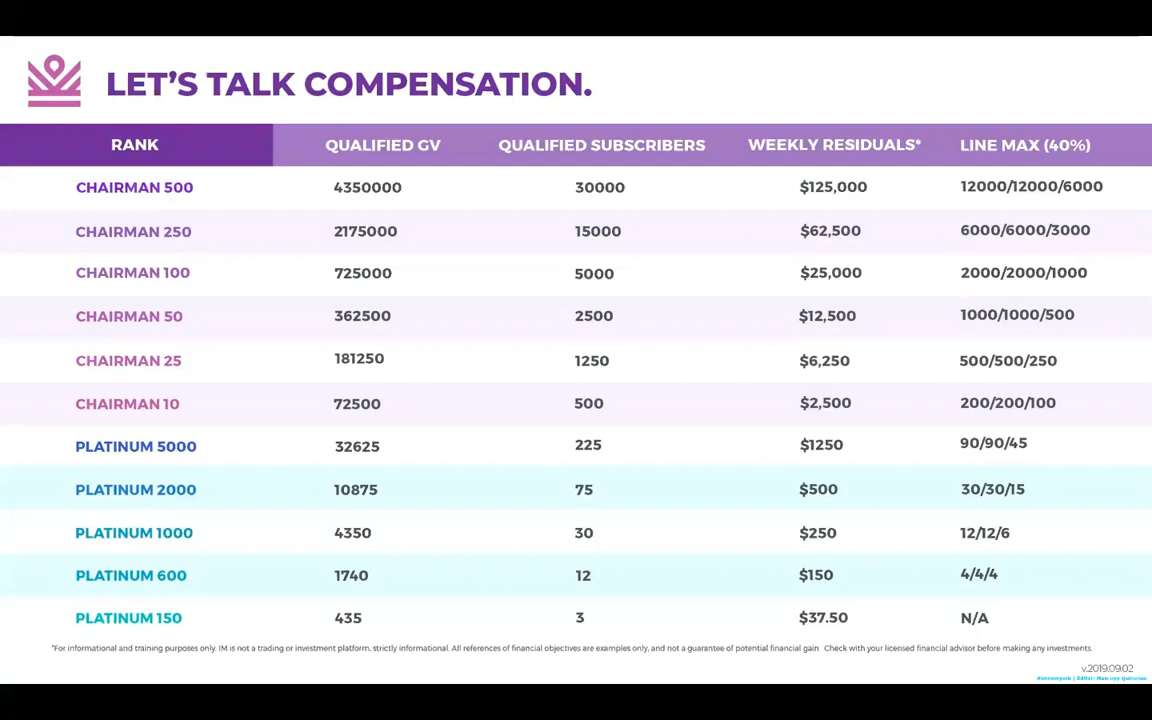 LET'S TALK COMPENSATION.
RANK QUALIFIED GV QUALIFIED SUBSCRIBERS WEEKLY RESIDUALS* LINE MAX (40%)
CHAIRMAN 500 4350000 30000 $125,000 12000/12000/6000
CHAIRMAN 250 2175000 15000 $62,500 6000/6000/3000
CHAIRMAN 100 725000 5000 $25,000 2000/2000/1000
CHAIRMAN 50 362500 2500 $12,500 1000/1000/500
CHAIRMAN 25 181250 1250 $6,250 500/500/250
CHAIRMAN 10 72500 500 $2,500 200/200/100
PLATINUM 5000 32625 225 $1250 90/90/45
PLATINUM 2000 10875 75 $500 30/30/15
PLATINUM 1000 4350 30 $250 12/12/6
PLATINUM 600 1740 12 $150 4/4/4
PLATINUM 150 435 3 $37.50 N/A
*For informational and training purposes only. IM is not a trading or investment platform, strictly informational. All references of financial objectives are examples only, and not a guarantee of potential financial gain. Check with your licensed financial advisor before making any investments.
v.2019.09.02
| Editor: